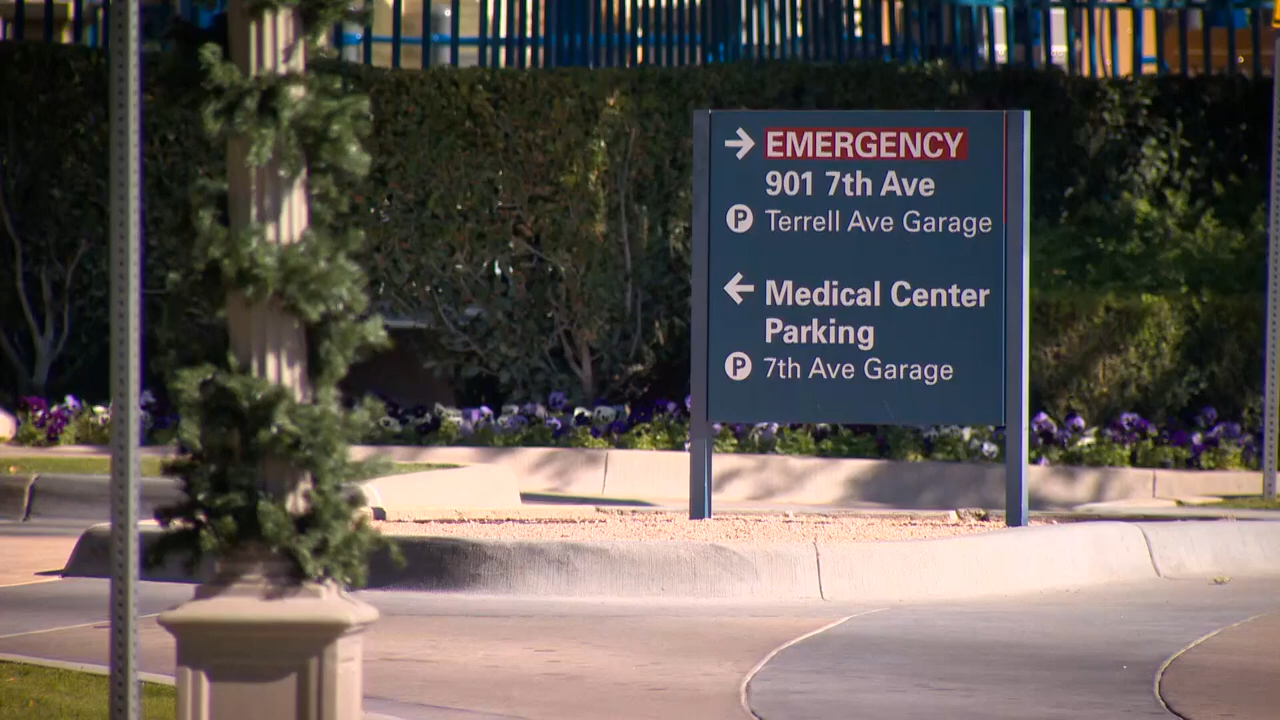 → EMERGENCY
901 7th Ave
P Terrell Ave Garage
← Medical Center
Parking
P 7th Ave Garage